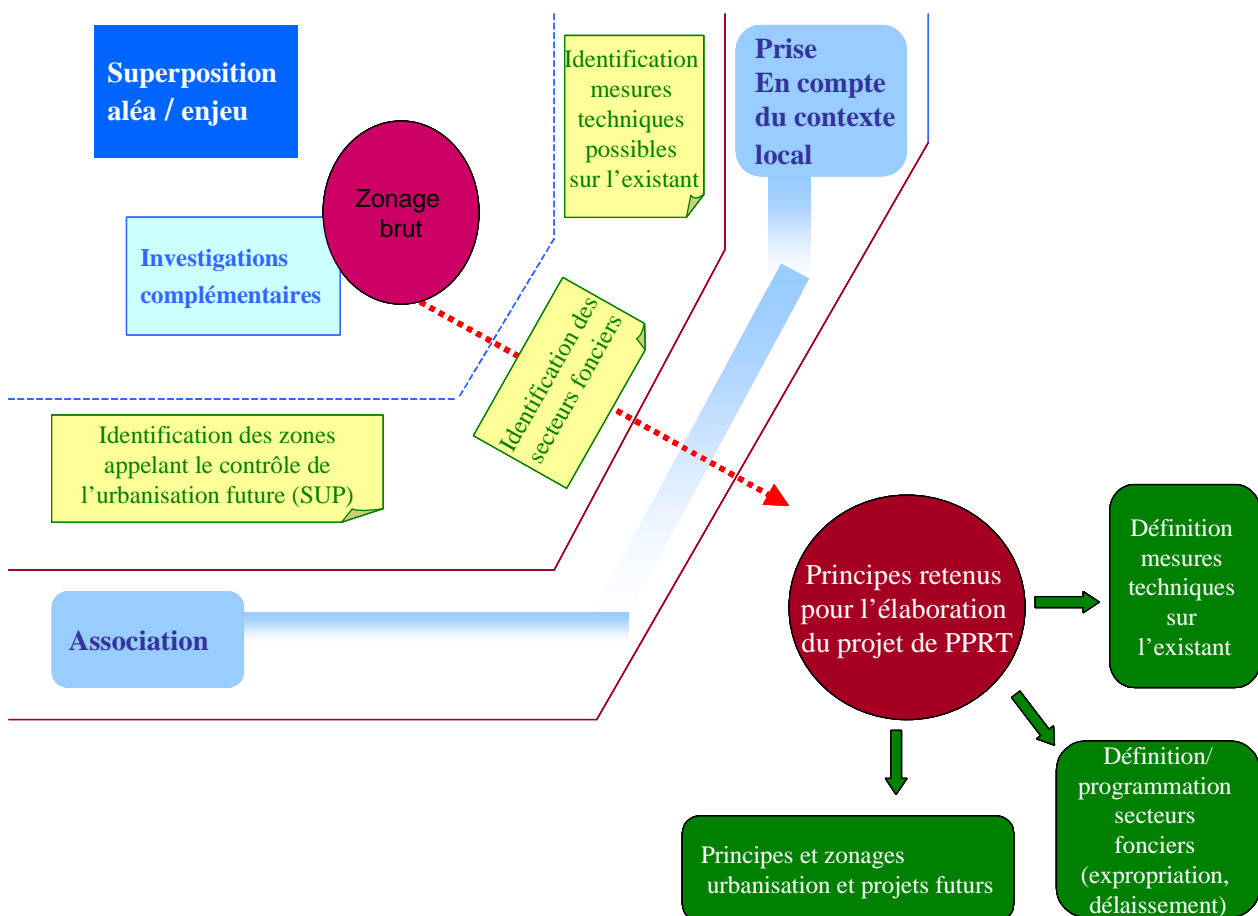 Superposition
aléa / enjeu
Zonage
brut
Investigations
complémentaires
Identification
mesures
techniques
possibles
sur l'existant
Prise
En compte
du contexte
local
Identification des
secteurs fonciers
Identification des zones
appelant le contrôle de
l'urbanisation future (SUP)
Association
Principes retenus
pour l'élaboration
du projet de PPRT
Définition
mesures
techniques
sur
l'existant
Définition/
programmation
secteurs
fonciers
(expropriation,
délaissement)
Principes et zonages
urbanisation et projets futurs